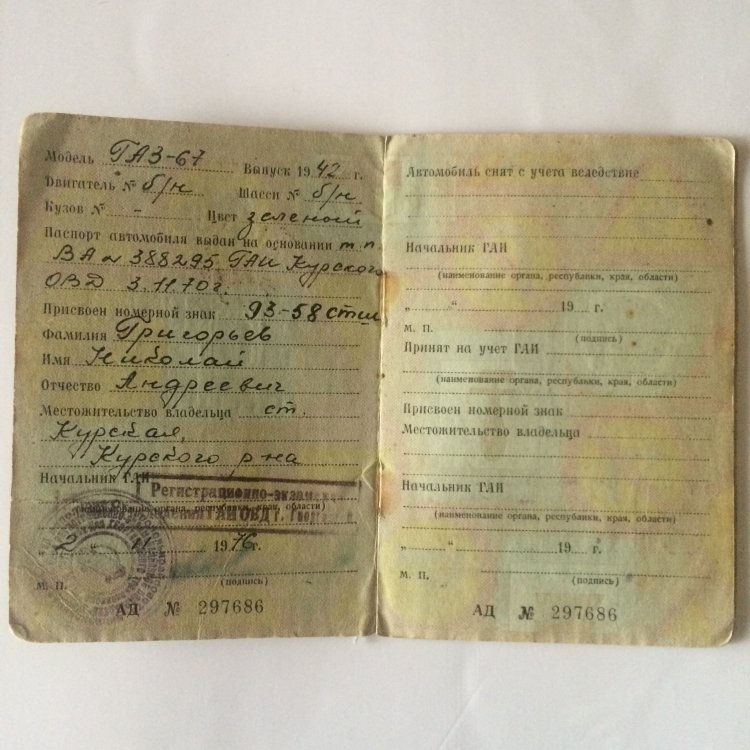 Модель ГАЗ-67 Выпуск 1942 г.
Двигатель № б/н Шасси № б/н
Кузов № - Цвет зеленый
Паспорт автомобиля выдан на основании т.п.
ВА № 388295 ГАИ Курского
ОВД 3.11.70г.
Присвоен номерной знак 93-58 стш
Фамилия Григорьев
Имя Николай
Отчество Андреевич
Местожительство владельца ст.
Курская,
Курского р-на
Начальник ГАИ
Регистрационно-экзам
(наименование органа, республики, края, области)
ГАИ ОВД г. Георг
„2“ 11 1976г.
М. П. (подпись)
АД № 297686
Автомобиль снят с учета вследствие
Начальник ГАИ
(наименование органа, республики, края, области)
„ “ 19 г.
М. П. (подпись)
Принят на учет ГАИ
(наименование органа, республики, края, области)
Присвоен номерной знак
Местожительство владельца
Начальник ГАИ
(наименование органа, республики, края, области)
„ “ 19 г.
М. П. (подпись)
АД № 297686